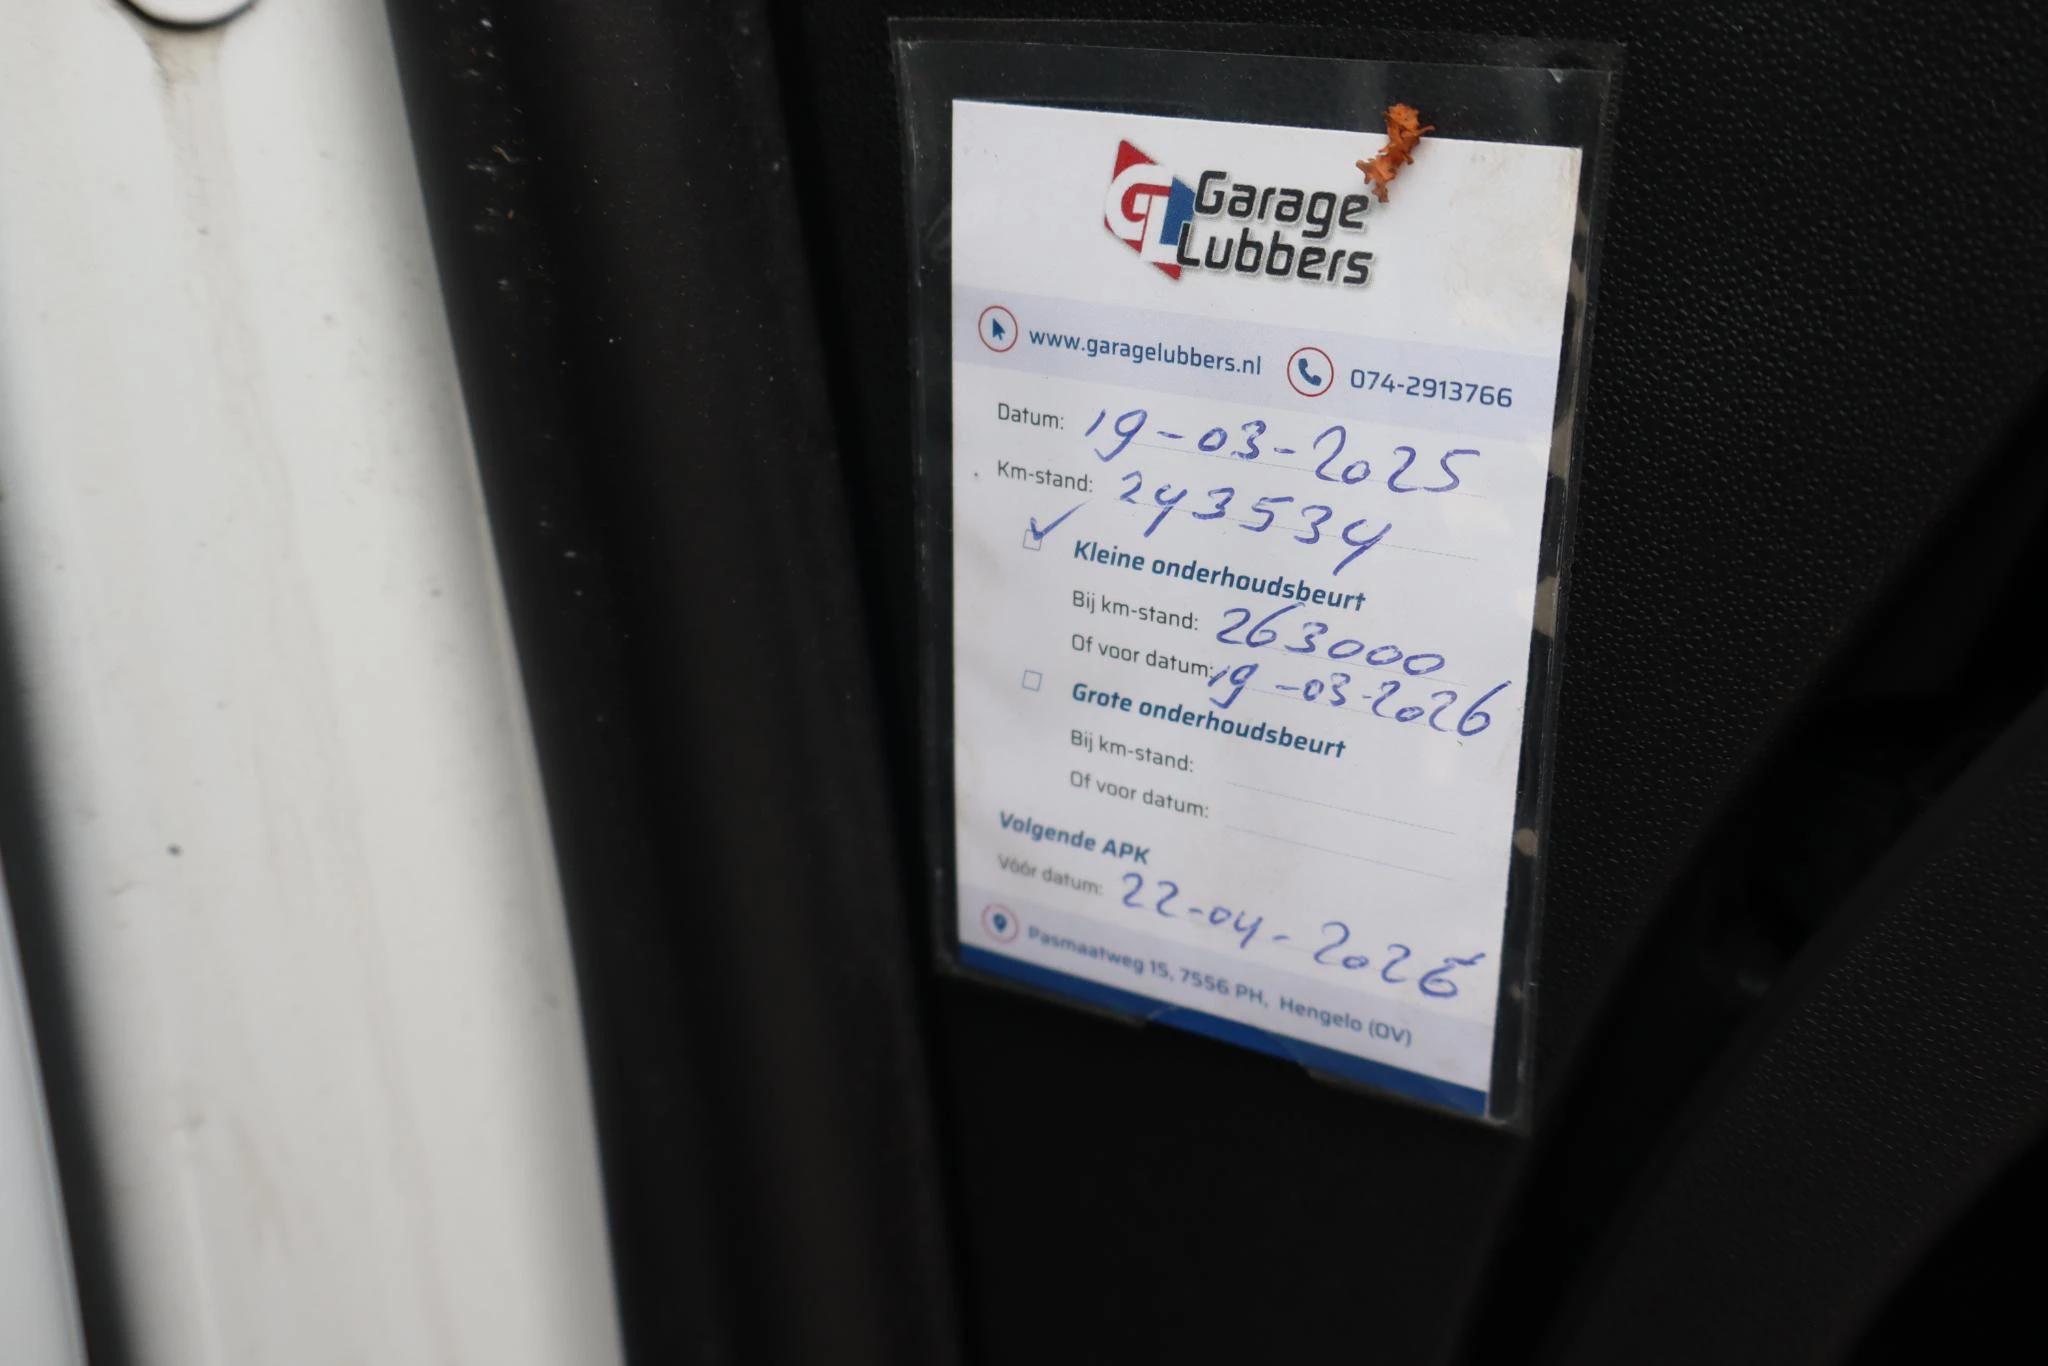 GL Garage
Lubbers
www.garagelubbers.nl 074-2913766
Datum: 19-03-2025
Km-stand: 243534
Kleine onderhoudsbeurt
Bij km-stand: 263000
Of voor datum: 19-03-2026
Grote onderhoudsbeurt
Bij km-stand:
Of voor datum:
Volgende APK
Vóór datum: 22-04-2026
Pasmaatweg 15, 7556 PH, Hengelo (OV)